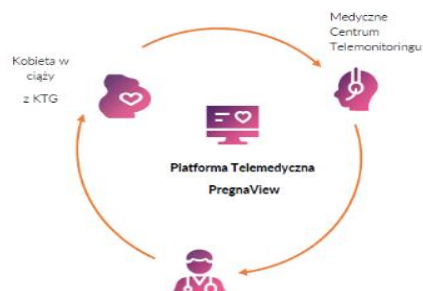 Medyczne
Centrum
Telemonitoringu
Kobieta w
ciąży
z KTG
Platforma Telemedyczna
PregnaView